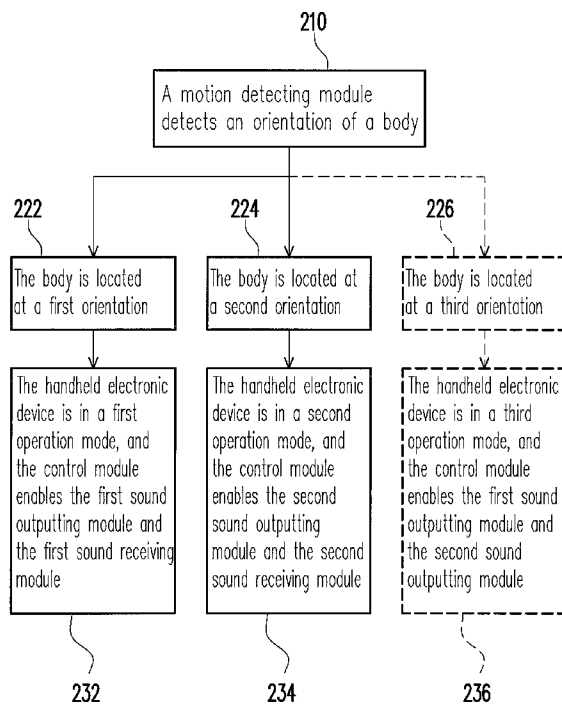 210
A motion detecting module
detects an orientation of a body
222
224
226
The body is located
at a first orientation
The body is located at
a second orientation
The body is located
at a third orientation
The handheld electronic
device is in a first
operation mode, and
the control module
enables the first sound
outputting module and
the first sound receiving
module
The handheld electronic
device is in a second
operation mode, and
the control module
enables the second
sound outputting
module and the second
sound receiving module
The handheld electronic
device is in a third
operation mode, and
the control module
enables the first sound
outputting module and
the second sound
outputting module
232
234
236